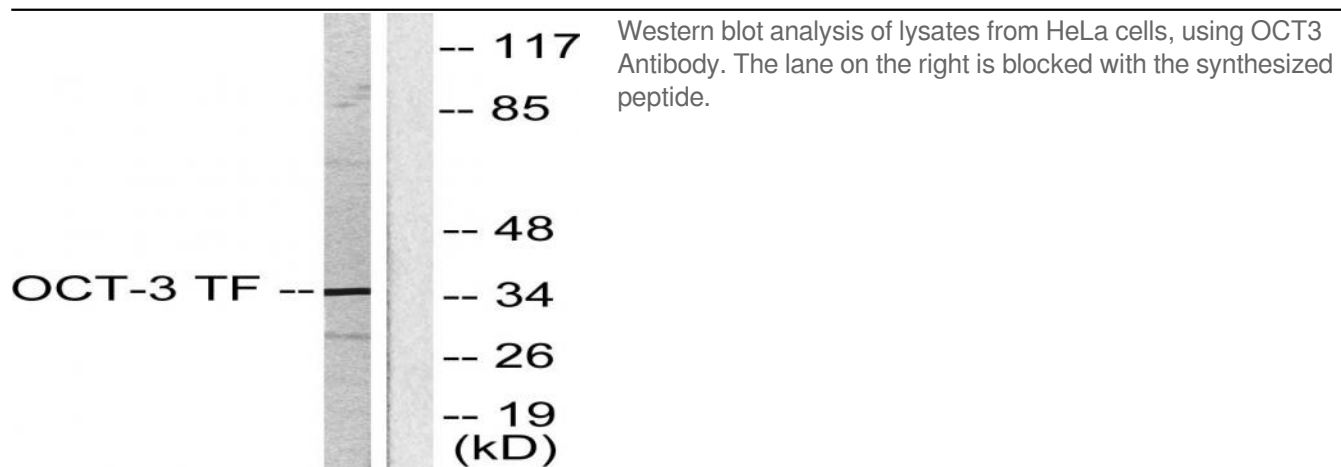 OCT-3 TF --
-- 117
-- 85
-- 48
-- 34
-- 26
-- 19
(kD)
Western blot analysis of lysates from HeLa cells, using OCT3
Antibody. The lane on the right is blocked with the synthesized
peptide.